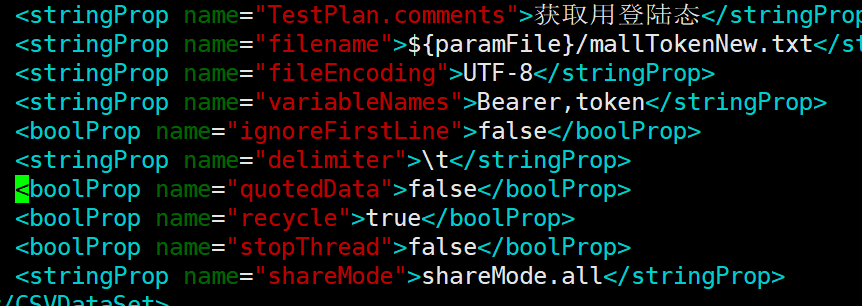 <stringProp name="TestPlan.comments">获取用登陆态</stringProp
<stringProp name="filename">${paramFile}/mallTokenNew.txt</st
<stringProp name="fileEncoding">UTF-8</stringProp>
<stringProp name="variableNames">Bearer,token</stringProp>
<boolProp name="ignoreFirstLine">false</boolProp>
<stringProp name="delimiter">\t</stringProp>
<boolProp name="quotedData">false</boolProp>
<boolProp name="recycle">true</boolProp>
<boolProp name="stopThread">false</boolProp>
<stringProp name="shareMode">shareMode.all</stringProp>
</CSVDataSet>